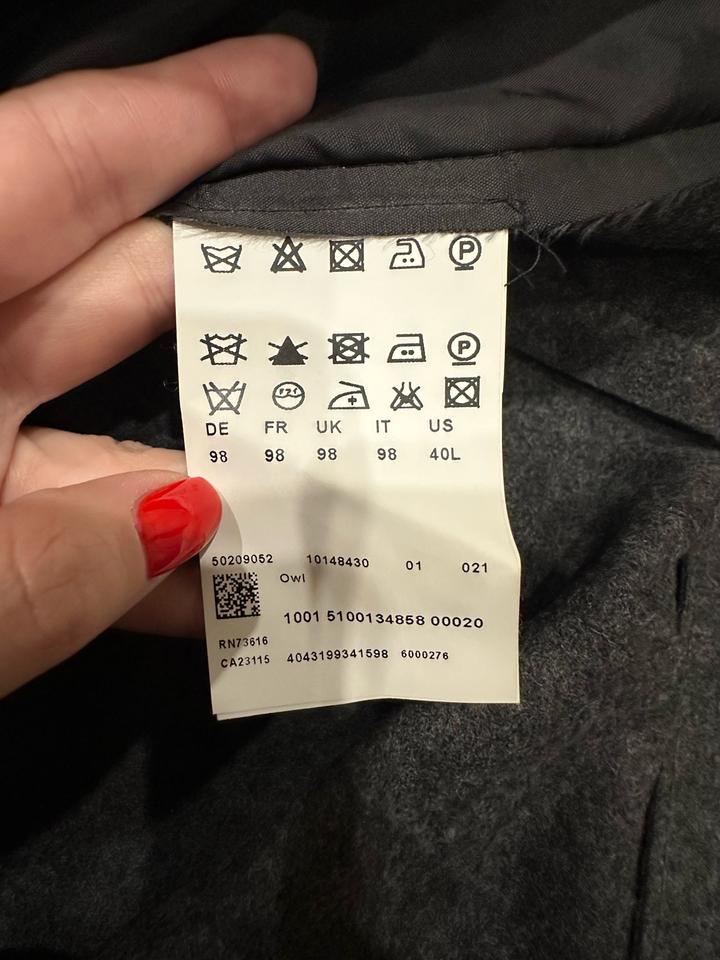 P
P
DE FR UK IT US
98 98 98 98 40L
50209052 10148430 01 021
Owl
1001 5100134858 00020
RN73616
CA23115 4043199341598 6000276